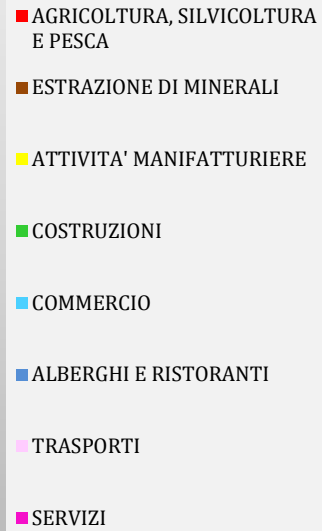 AGRICOLTURA, SILVICOLTURA
E PESCA
ESTRAZIONE DI MINERALI
ATTIVITA' MANIFATTURIERE
COSTRUZIONI
COMMERCIO
ALBERGHI E RISTORANTI
TRASPORTI
SERVIZI